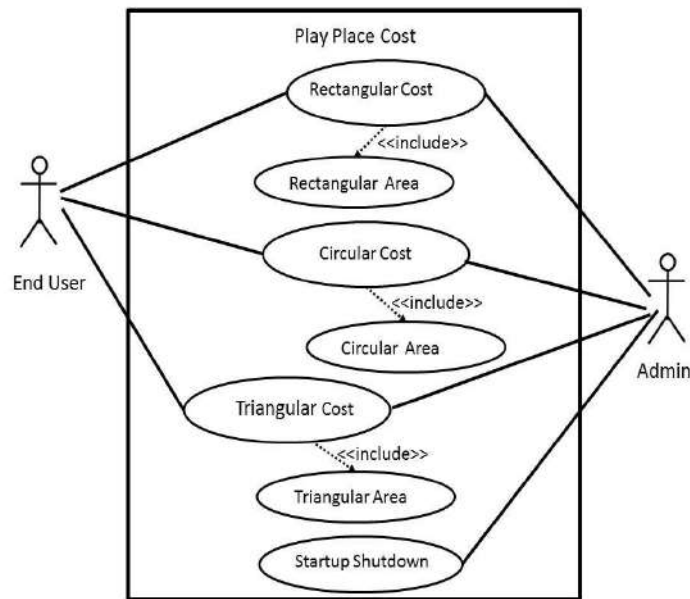 Play Place Cost
Rectangular Cost
<<include>>
Rectangular Area
End User
Circular Cost
<<include>>
Circular Area
Admin
Triangular Cost
<<include>>
Triangular Area
Startup Shutdown